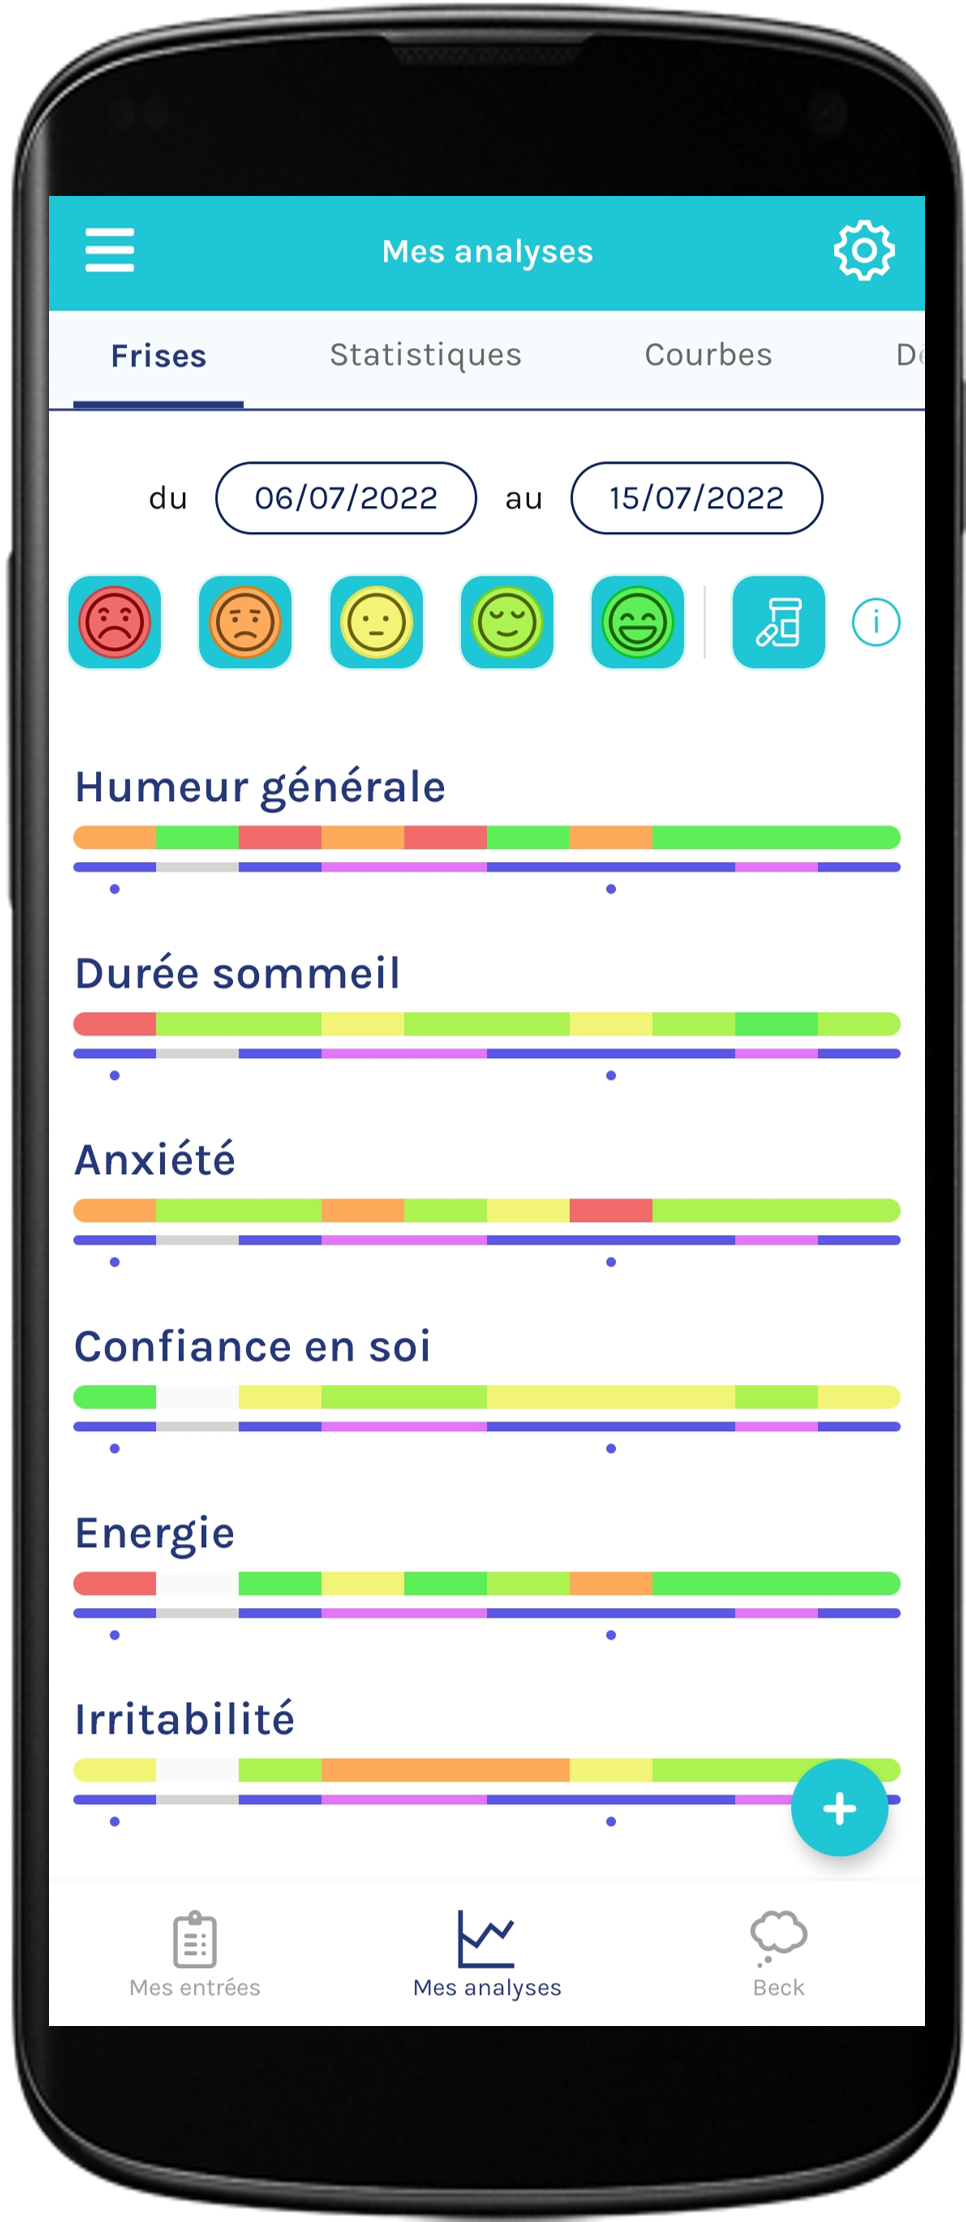 Mes analyses
Frises Statistiques Courbes
du 06/07/2022 au 15/07/2022
Humeur générale
Durée sommeil
Anxiété
Confiance en soi
Energie
Irritabilité
Mes entrées Mes analyses Beck